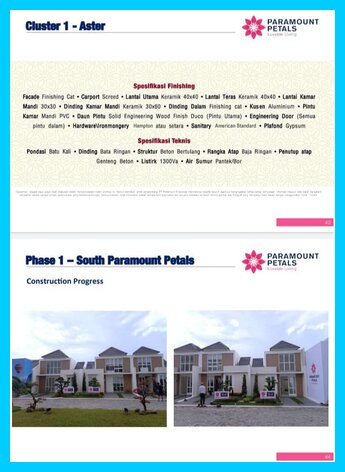 Cluster 1 - Aster
PARAMOUNT
PETALS
Loveable Living
Spesifikasi Finishing
Facade Finishing Cat • Carport Screed • Lantai Utama Keramik 40x40 • Lantai Teras Keramik 40x40 • Lantai Kamar
Mandi 30x30 • Dinding Kamar Mandi Keramik 30x60 • Dinding Dalam Finishing cat • Kusen Aluminium • Pintu
Kamar Mandi PVC • Daun Pintu Solid Engineering Wood Finish Duco (Pintu Utama) • Engineering Door (Semua
pintu dalam) • Hardware\Ironmongery Hampton atau setara • Sanitary American Standard • Plafond Gypsum
Spesifikasi Teknis
Pondasi Batu Kali • Dinding Bata Ringan • Struktur Beton Bertulang • Rangka Atap Baja Ringan • Penutup atap
Genteng Beton • Listirk 1300Va • Air Sumur Pantek/Bor
Phase 1 – South Paramount Petals
PARAMOUNT
PETALS
Loveable Living
Construction Progress
PARAMOUNT
PETALS
44